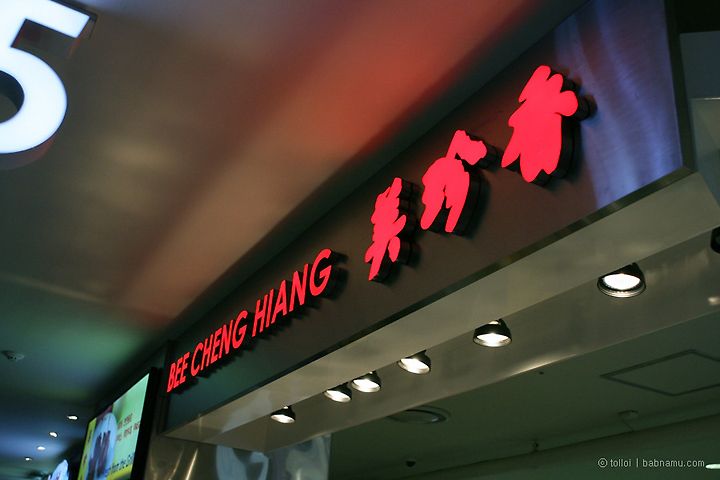 5
BEE CHENG HIANG 美珍香
ⓒ tolloi | babnamu.com